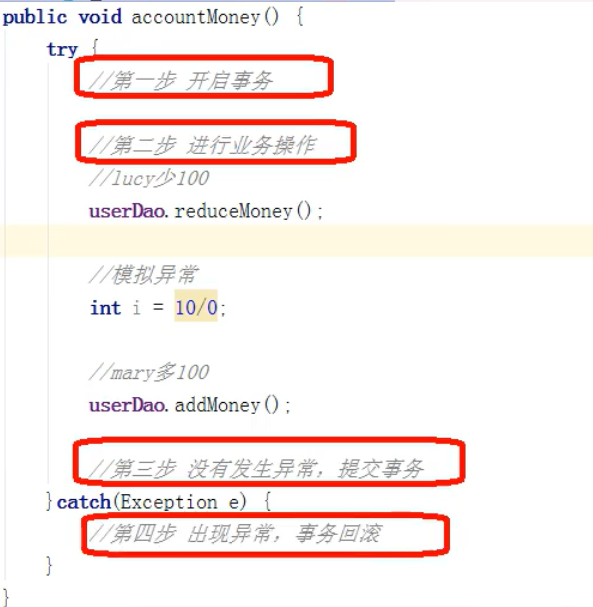 public void accountMoney() {
try {
//第一步 开启事务
//第二步 进行业务操作
//lucy少100
userDao.reduceMoney();
//模拟异常
int i = 10/0;
//mary多100
userDao.addMoney();
//第三步 没有发生异常，提交事务
}catch(Exception e) {
//第四步 出现异常，事务回滚
}
}